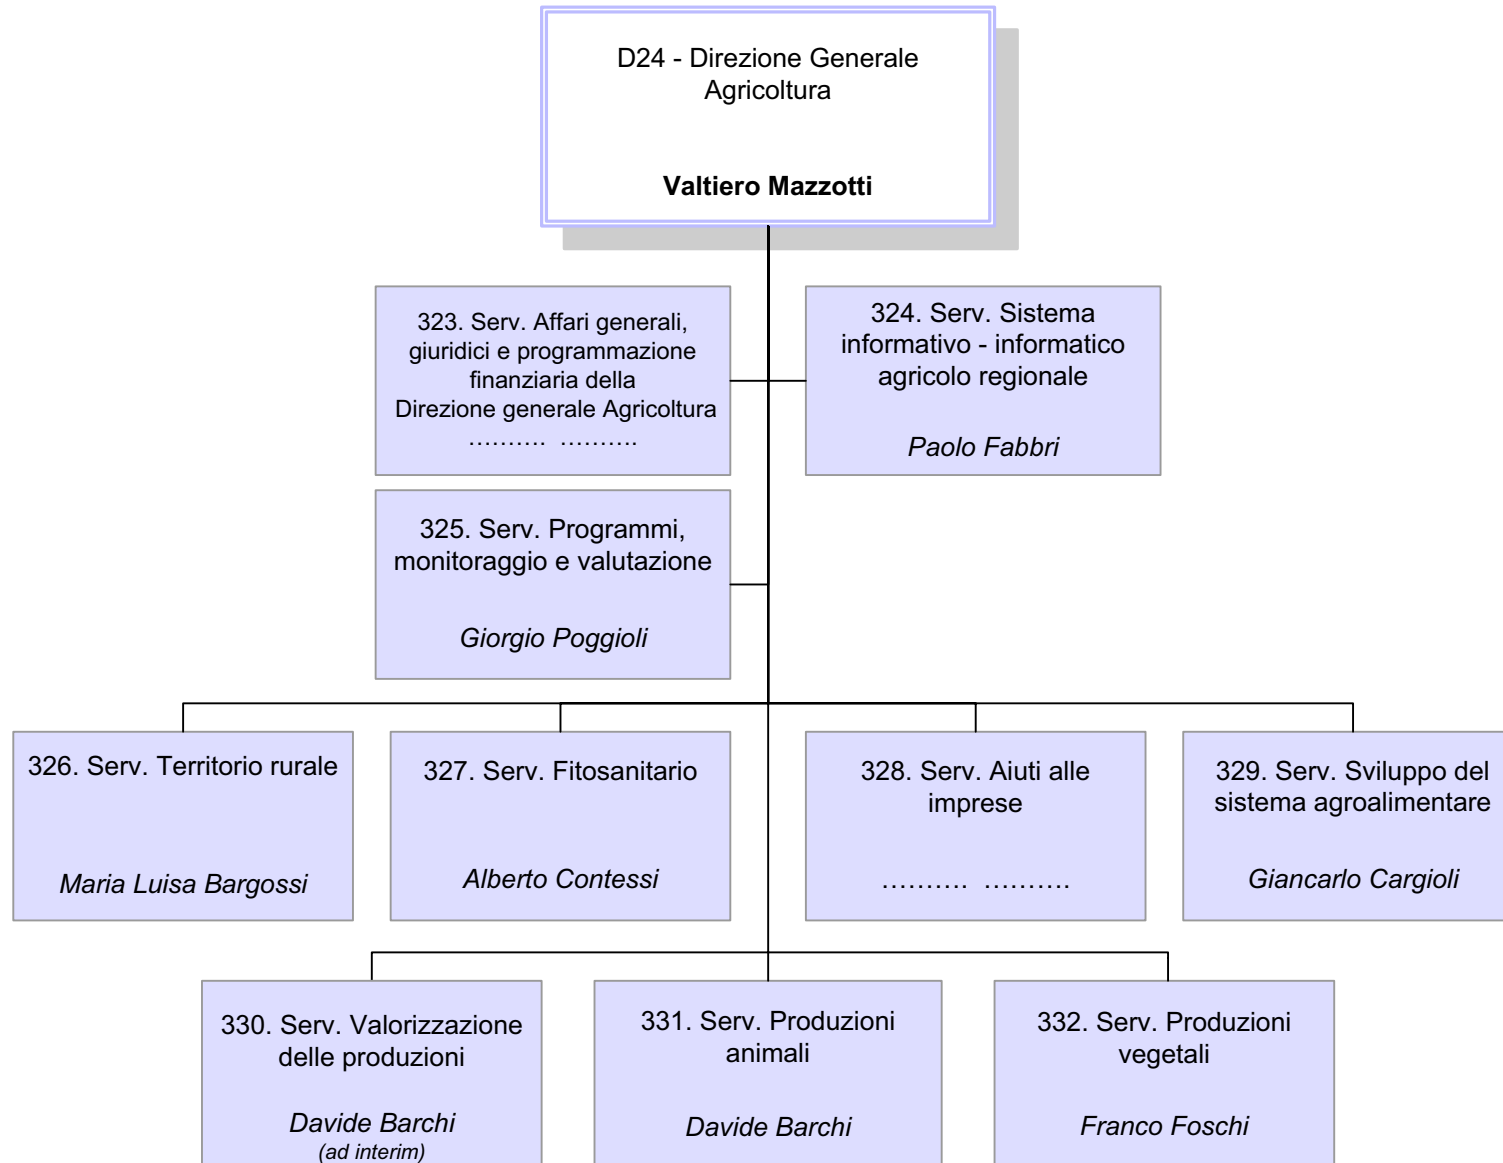 D24 - Direzione Generale
Agricoltura
Valtiero Mazzotti
323. Serv. Affari generali,
giuridici e programmazione
finanziaria della
Direzione generale Agricoltura
………. ……….
324. Serv. Sistema
informativo - informatico
agricolo regionale
Paolo Fabbri
325. Serv. Programmi,
monitoraggio e valutazione
Giorgio Poggioli
326. Serv. Territorio rurale
Maria Luisa Bargossi
327. Serv. Fitosanitario
Alberto Contessi
328. Serv. Aiuti alle
imprese
………. ……….
329. Serv. Sviluppo del
sistema agroalimentare
Giancarlo Cargioli
330. Serv. Valorizzazione
delle produzioni
Davide Barchi
(ad interim)
331. Serv. Produzioni
animali
Davide Barchi
332. Serv. Produzioni
vegetali
Franco Foschi